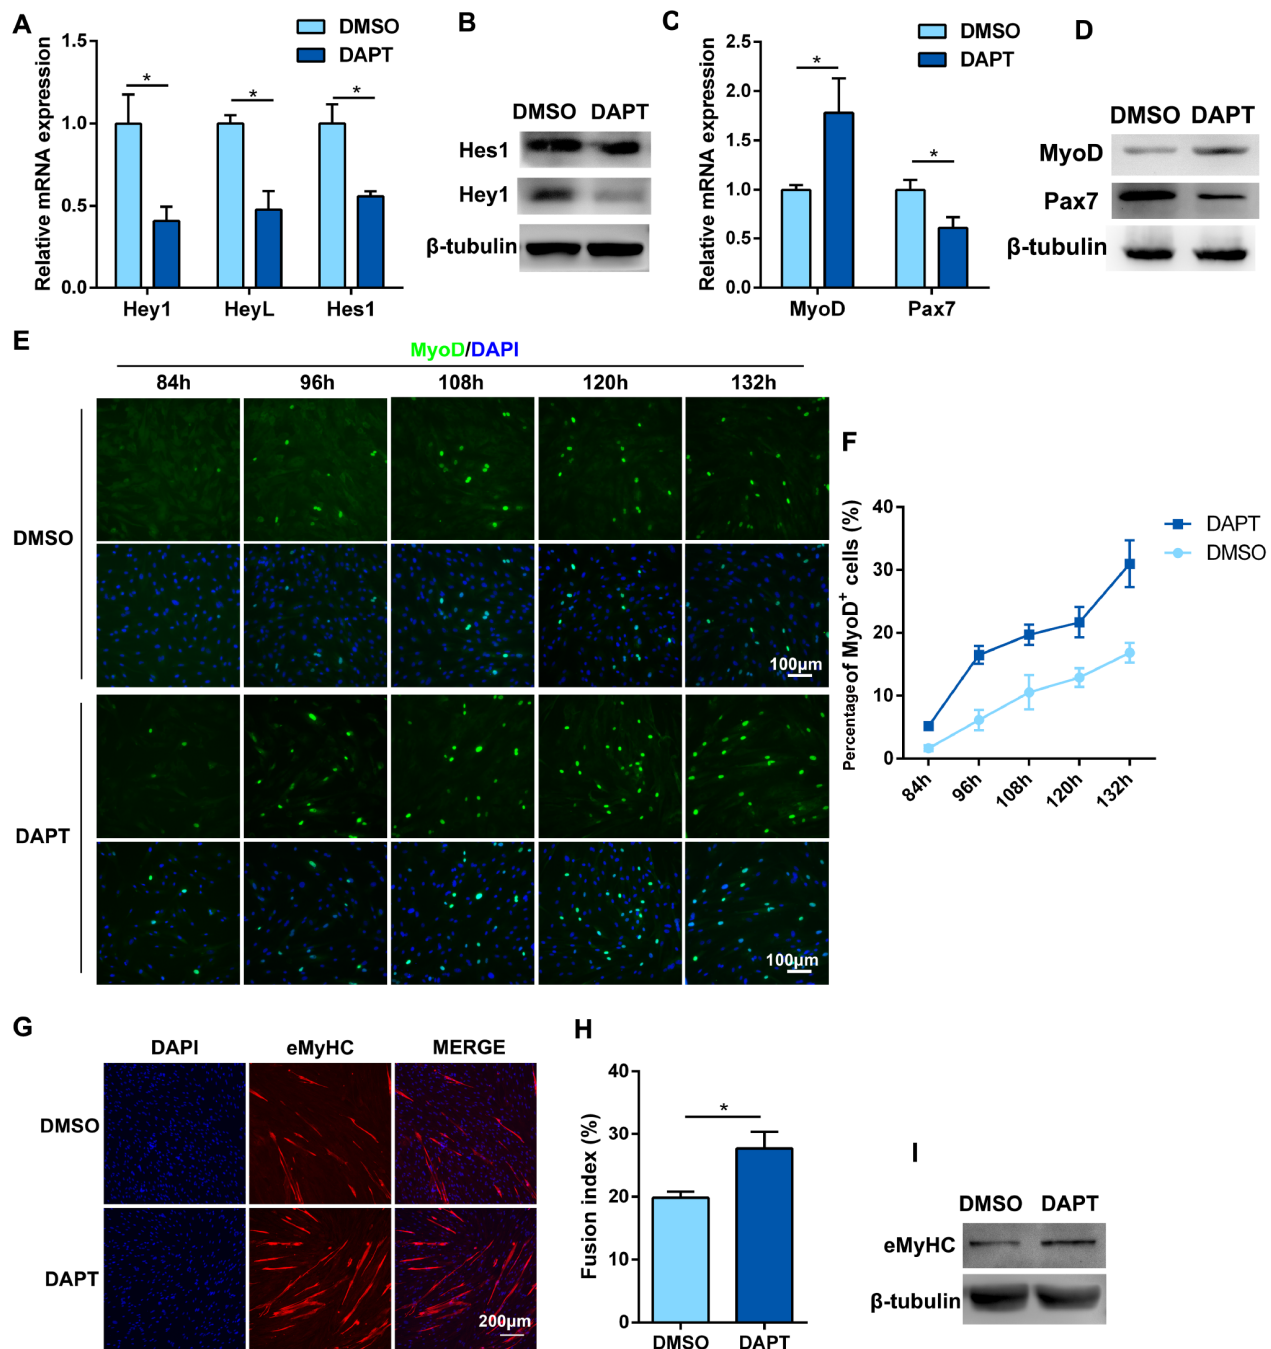 A
DMSO
DAPT
Relative mRNA expression
1.5
1.0
0.5
0.0
*
*
*
Hey1 HeyL Hes1
B
DMSO DAPT
Hes1
Hey1
β-tubulin
C
DMSO
DAPT
Relative mRNA expression
2.5
2.0
1.5
1.0
0.5
0.0
*
*
MyoD Pax7
D
DMSO DAPT
MyoD
Pax7
β-tubulin
E
MyoD/DAPI
84h 96h 108h 120h 132h
DMSO
100μm
DAPT
100μm
F
Percentage of MyoD+ cells (%)
40
30
20
10
0
84h 96h 108h 120h 132h
DAPT
DMSO
G
DAPI eMyHC MERGE
DMSO
DAPT
200μm
H
Fusion index (%)
40
30
20
10
0
*
DMSO DAPT
I
DMSO DAPT
eMyHC
β-tubulin